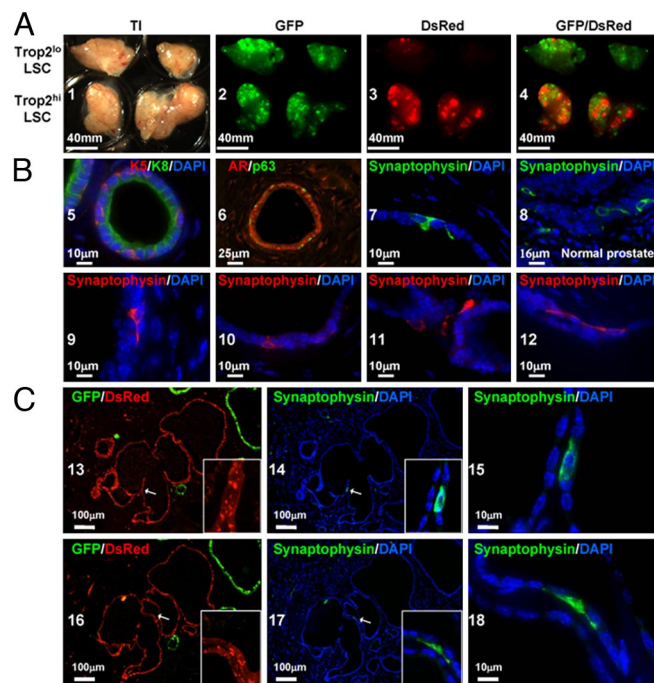 A
TI GFP DsRed GFP/DsRed
Trop2lo
LSC
Trop2hi
LSC
1 2 3 4
40mm 40mm 40mm 40mm
B
K5/K8/DAPI AR/p63 Synaptophysin/DAPI Synaptophysin/DAPI
5 6 7 8
10µm 25µm 10µm 16µm Normal prostate
Synaptophysin/DAPI Synaptophysin/DAPI Synaptophysin/DAPI Synaptophysin/DAPI
9 10 11 12
10µm 10µm 10µm 10µm
C
GFP/DsRed Synaptophysin/DAPI Synaptophysin/DAPI
13 14 15
100µm 100µm 10µm
GFP/DsRed Synaptophysin/DAPI Synaptophysin/DAPI
16 17 18
100µm 100µm 10µm